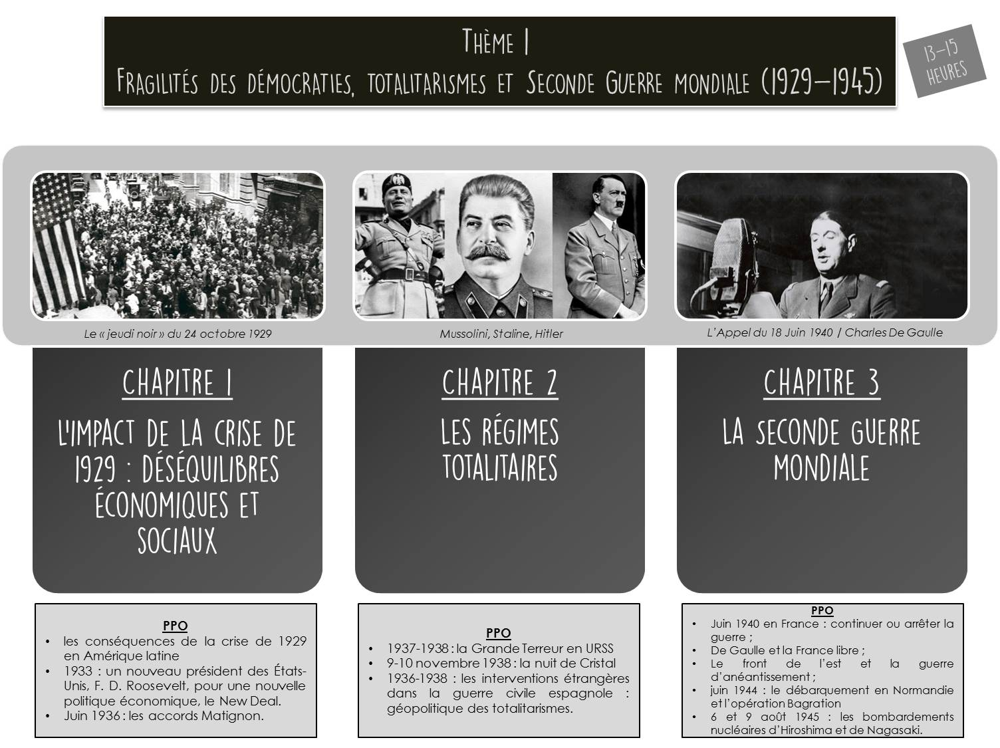 Thème 1
Fragilités des démocraties, totalitarismes et Seconde Guerre mondiale (1929–1945)
13–15
HEURES
Le « jeudi noir » du 24 octobre 1929
Mussolini, Staline, Hitler
L'Appel du 18 Juin 1940 / Charles De Gaulle
CHAPITRE 1
L'IMPACT DE LA CRISE DE
1929 : DÉSÉQUILIBRES
ÉCONOMIQUES ET
SOCIAUX
CHAPITRE 2
LES RÉGIMES
TOTALITAIRES
CHAPITRE 3
LA SECONDE GUERRE
MONDIALE
PPO
• les conséquences de la crise de 1929
en Amérique latine
• 1933 : un nouveau président des États-
Unis, F. D. Roosevelt, pour une nouvelle
politique économique, le New Deal.
• Juin 1936 : les accords Matignon.
PPO
• 1937-1938 : la Grande Terreur en URSS
• 9-10 novembre 1938 : la nuit de Cristal
• 1936-1938 : les interventions étrangères
dans la guerre civile espagnole :
géopolitique des totalitarismes.
PPO
• Juin 1940 en France : continuer ou arrêter la
guerre ;
• De Gaulle et la France libre ;
• Le front de l'est et la guerre
d'anéantissement ;
• juin 1944 : le débarquement en Normandie
et l'opération Bagration
• 6 et 9 août 1945 : les bombardements
nucléaires d'Hiroshima et de Nagasaki.